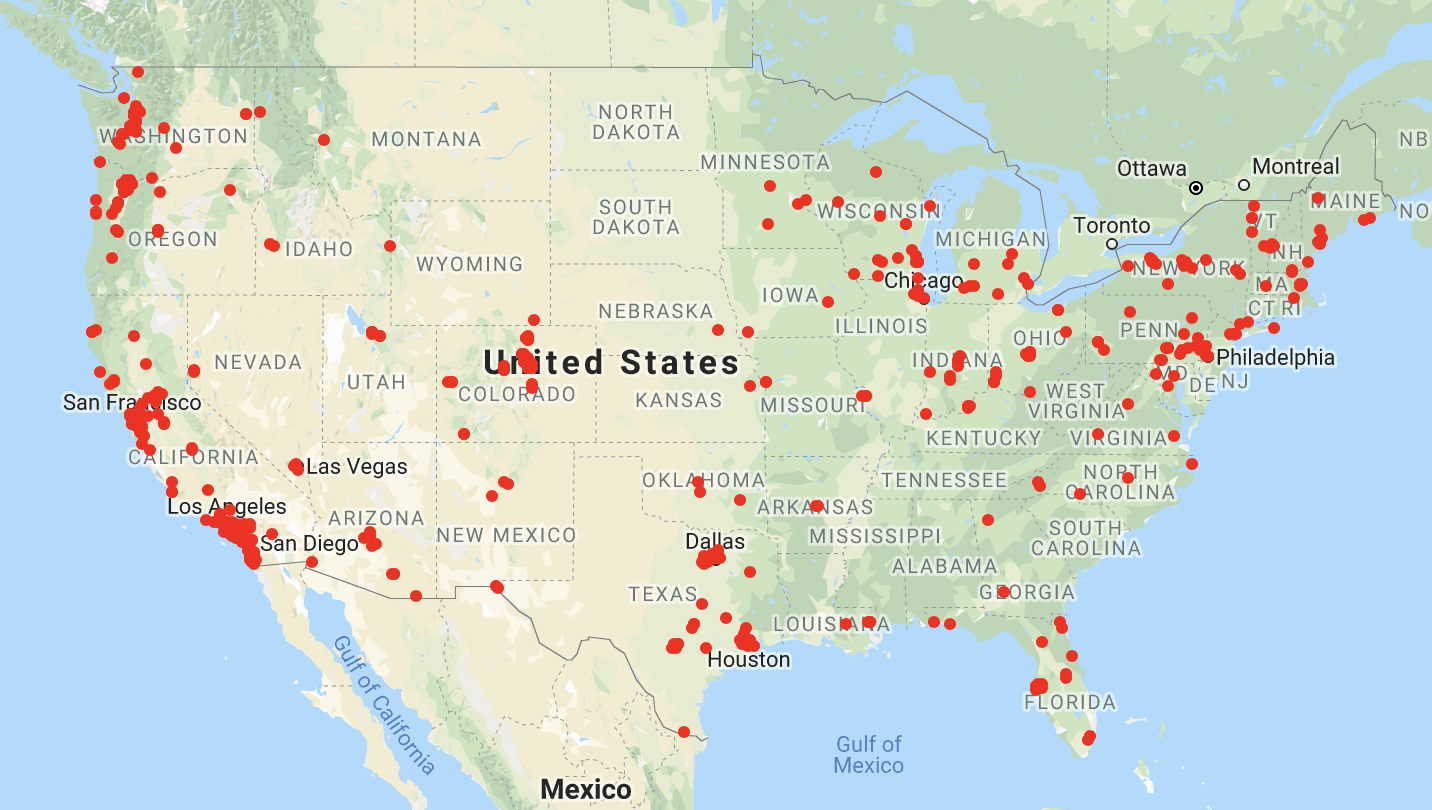 NORTH
DAKOTA
WASHINGTON
MONTANA
NB
MINNESOTA
Ottawa
Montreal
MAINE
SOUTH
DAKOTA
WISCONSIN
NO
VT
Toronto
OREGON
IDAHO
MICHIGAN
NH
WYOMING
NEW YORK
Chicago
MA
IOWA
CT RI
NEBRASKA
ILLINOIS
PENN
OHIO
United States
NEVADA
INDIANA
Philadelphia
UTAH
COLORADO
MD
DE
NJ
KANSAS
MISSOURI
WEST
VIRGINIA
San Francisco
KENTUCKY
VIRGINIA
CALIFORNIA
Las Vegas
OKLAHOMA
TENNESSEE
NORTH
CAROLINA
Los Angeles
ARIZONA
ARKANSAS
NEW MEXICO
MISSISSIPPI
SOUTH
CAROLINA
San Diego
Dallas
ALABAMA
TEXAS
GEORGIA
LOUISIANA
Houston
Gulf of California
FLORIDA
Gulf of
Mexico
Mexico